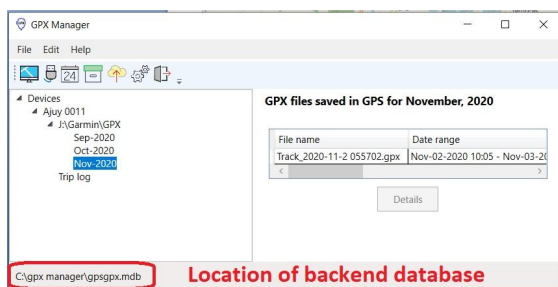 GPX Manager
File Edit Help
24
Devices
Ajuy 0011
J:\Garmin\GPX
Sep-2020
Oct-2020
Nov-2020
Trip log
GPX files saved in GPS for November, 2020
File name Date range
Track_2020-11-2 055702.gpx Nov-02-2020 10:05 - Nov-03-20
Details
C:\gpx manager\gpsgpx.mdb Location of backend database